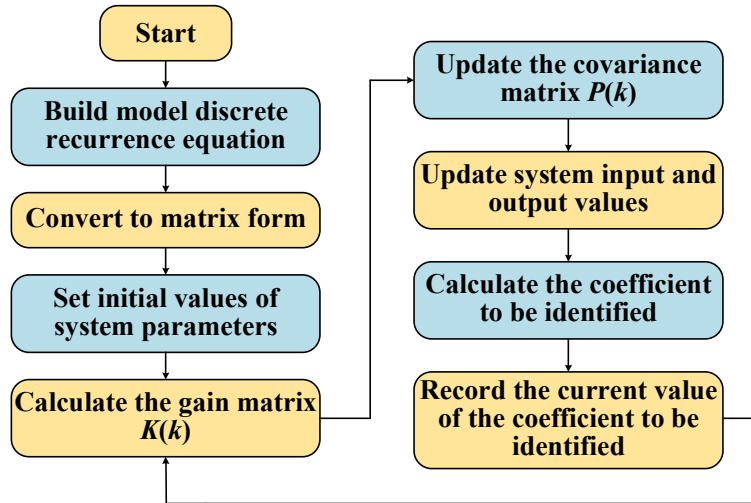 Start
Build model discrete
recurrence equation
Convert to matrix form
Set initial values of
system parameters
Calculate the gain matrix
K(k)
Update the covariance
matrix P(k)
Update system input and
output values
Calculate the coefficient
to be identified
Record the current value
of the coefficient to be
identified